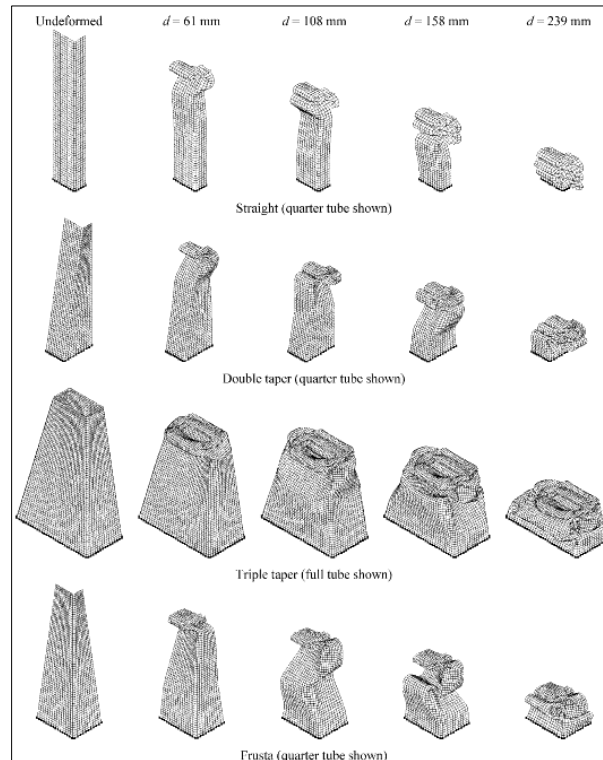 Undeformed d = 61 mm d = 108 mm d = 158 mm d = 239 mm
Straight (quarter tube shown)
Double taper (quarter tube shown)
Triple taper (full tube shown)
Frusta (quarter tube shown)